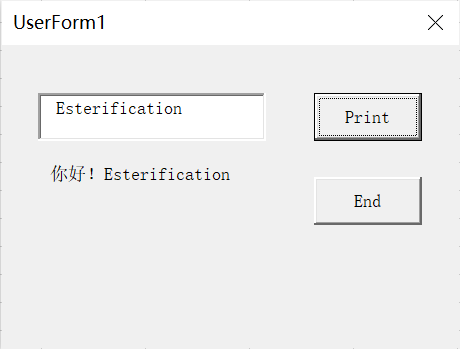 UserForm1
Esterification
Print
你好！Esterification
End